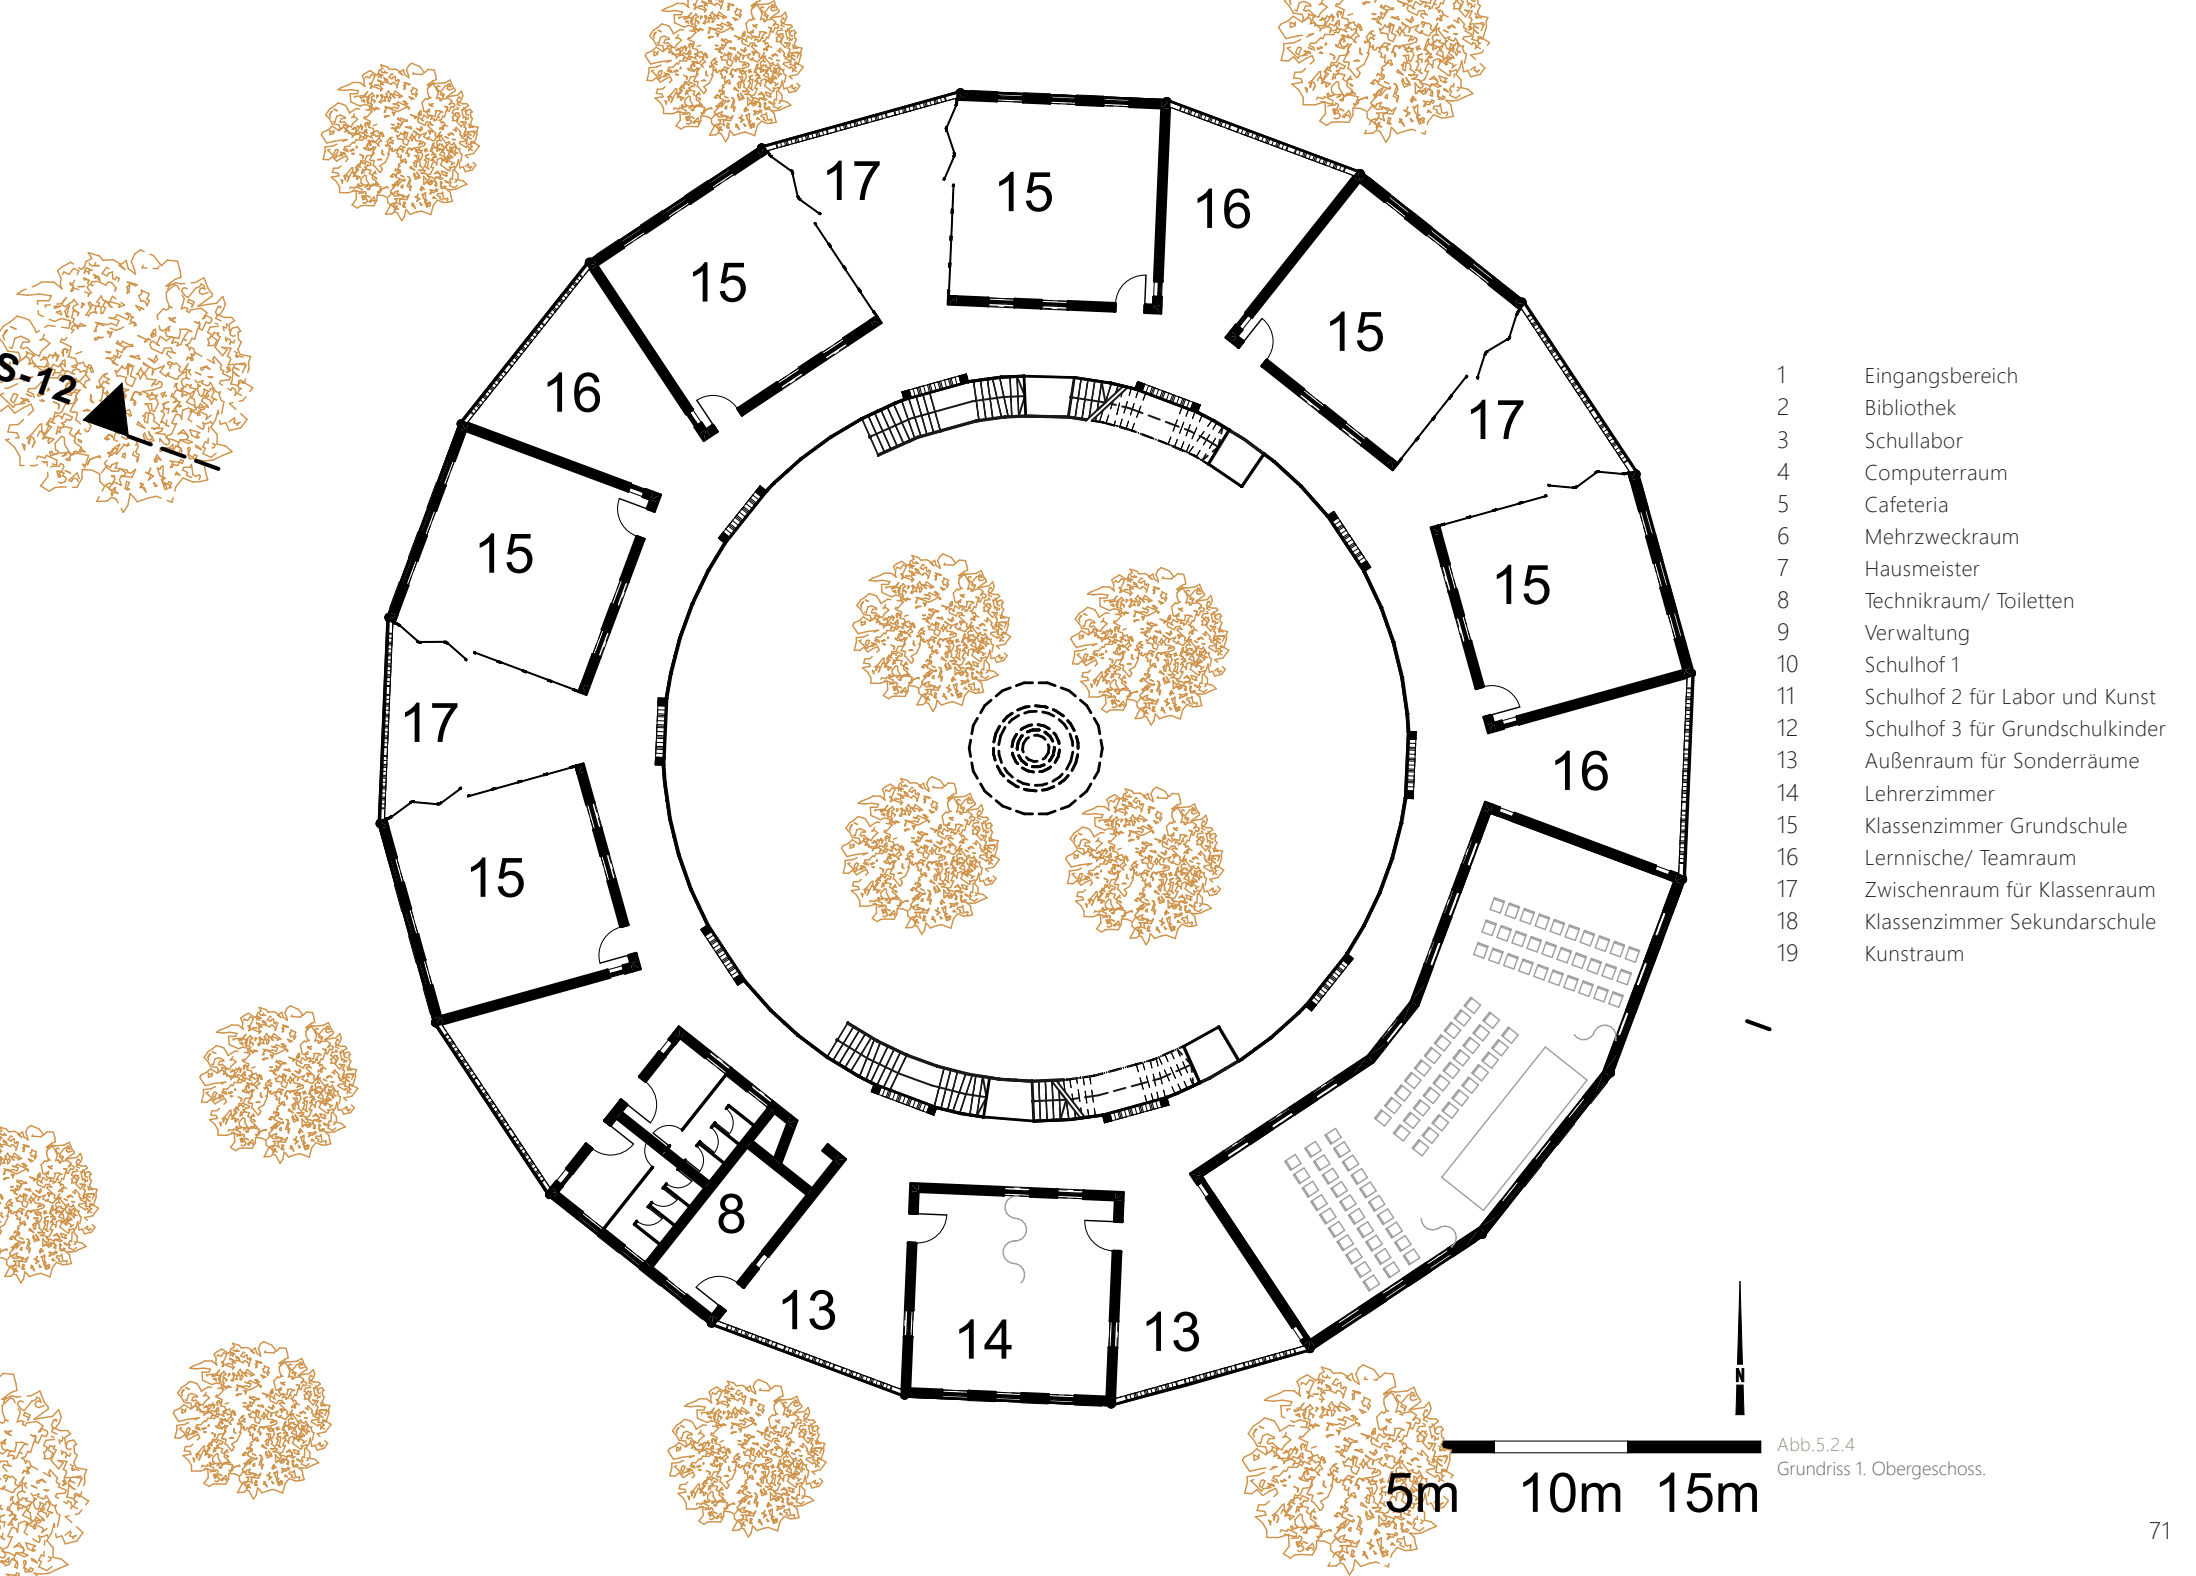 17
15
16
15
15
16
17
15
15
17
16
15
8
13
14
13
S-12
1 Eingangsbereich
2 Bibliothek
3 Schullabor
4 Computerraum
5 Cafeteria
6 Mehrzweckraum
7 Hausmeister
8 Technikraum/ Toiletten
9 Verwaltung
10 Schulhof 1
11 Schulhof 2 für Labor und Kunst
12 Schulhof 3 für Grundschulkinder
13 Außenraum für Sonderräume
14 Lehrerzimmer
15 Klassenzimmer Grundschule
16 Lernnische/ Teamraum
17 Zwischenraum für Klassenraum
18 Klassenzimmer Sekundarschule
19 Kunstraum
N
5m 10m 15m
Abb.5.2.4
Grundriss 1. Obergeschoss.
71